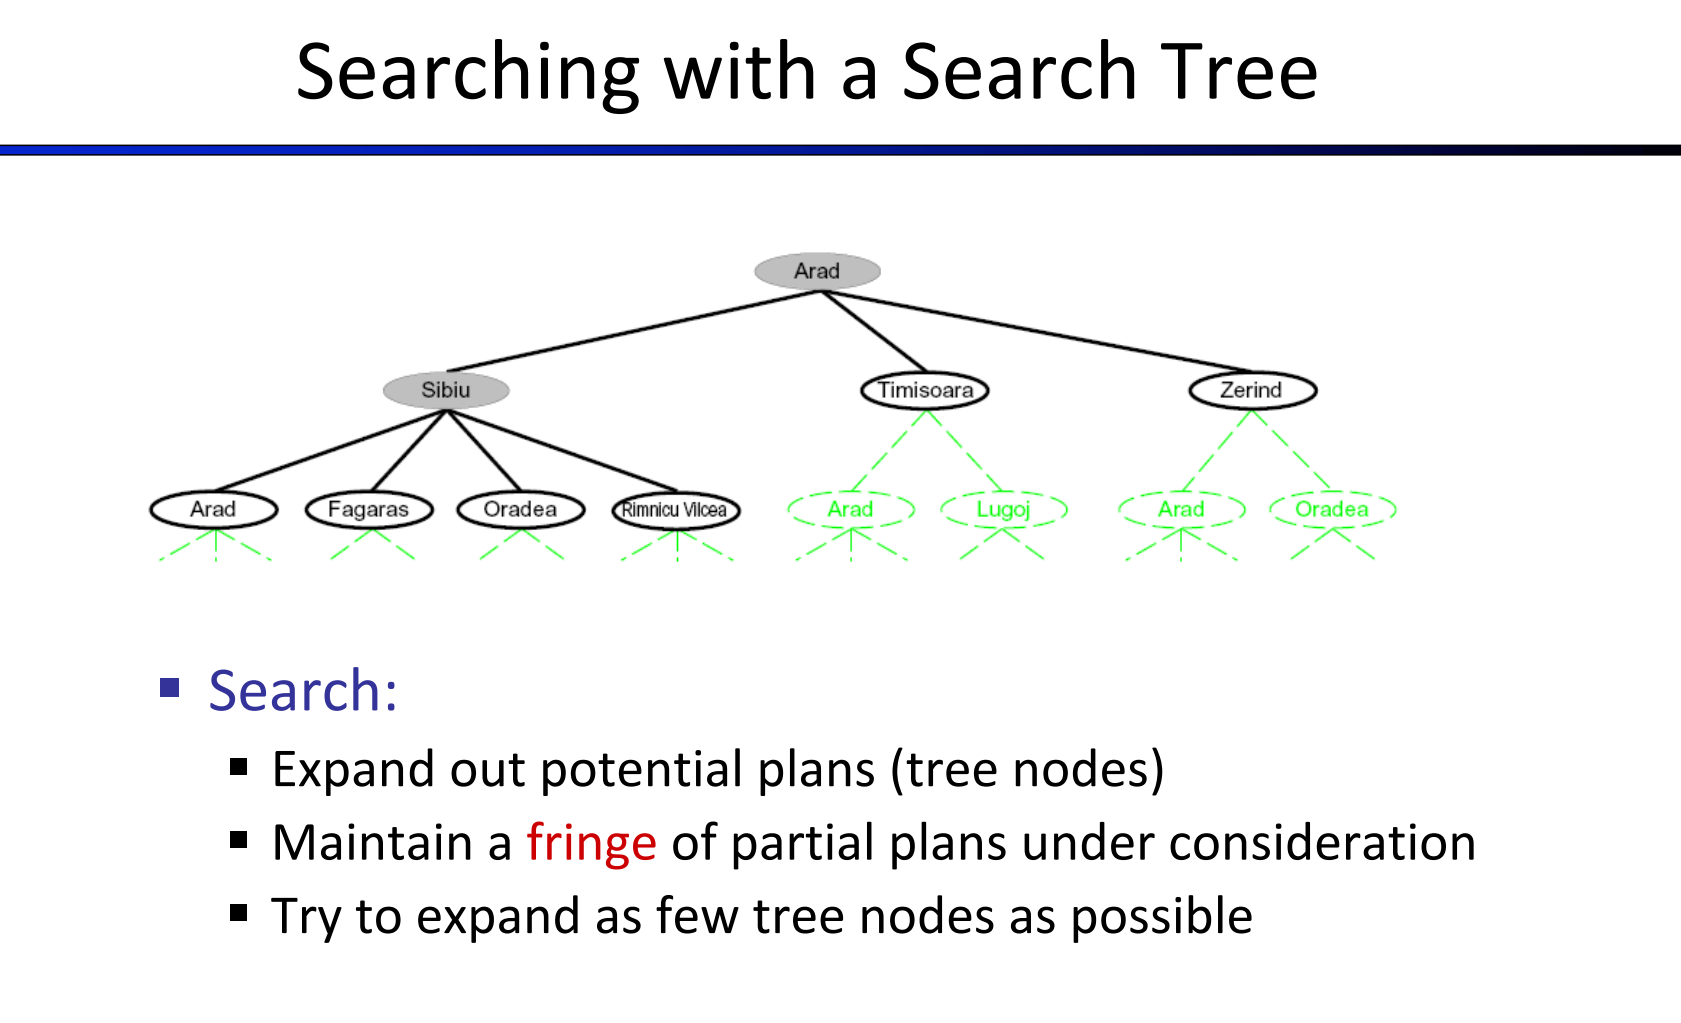 Searching with a Search Tree
Arad
Sibiu
Timisoara
Zerind
Arad
Fagaras
Oradea
Rimnicu Vilcea
Arad
Lugoj
Arad
Oradea
Search:
Expand out potential plans (tree nodes)
Maintain a fringe of partial plans under consideration
Try to expand as few tree nodes as possible